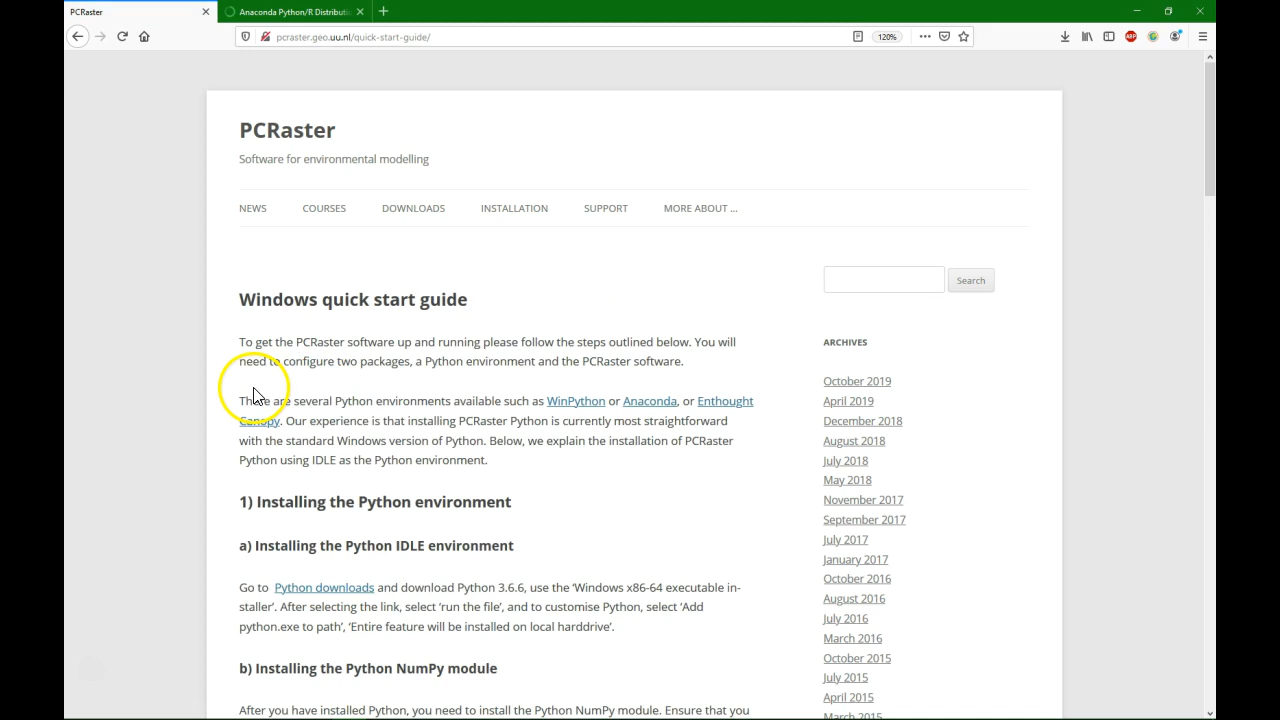 PCRaster
Anaconda Python/R Distributi
pcraster.geo.uu.nl/quick-start-guide/
120%
PCRaster
Software for environmental modelling
NEWS COURSES DOWNLOADS INSTALLATION SUPPORT MORE ABOUT ...
Windows quick start guide
To get the PCRaster software up and running please follow the steps outlined below. You will
need to configure two packages, a Python environment and the PCRaster software.
There are several Python environments available such as WinPython or Anaconda, or Enthought
Canopy. Our experience is that installing PCRaster Python is currently most straightforward
with the standard Windows version of Python. Below, we explain the installation of PCRaster
Python using IDLE as the Python environment.
1) Installing the Python environment
a) Installing the Python IDLE environment
Go to Python downloads and download Python 3.6.6, use the ‘Windows x86-64 executable in-
staller’. After selecting the link, select ‘run the file’, and to customise Python, select ‘Add
python.exe to path’, ‘Entire feature will be installed on local harddrive’.
b) Installing the Python NumPy module
After you have installed Python, you need to install the Python NumPy module. Ensure that you
Search
ARCHIVES
October 2019
April 2019
December 2018
August 2018
July 2018
May 2018
November 2017
September 2017
July 2017
January 2017
October 2016
August 2016
July 2016
March 2016
October 2015
July 2015
April 2015
March 2015